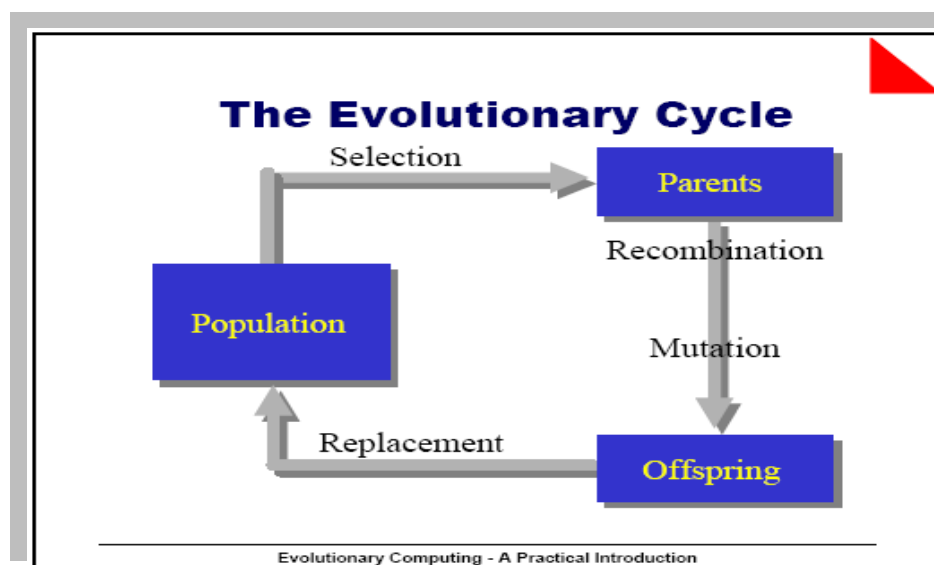 The Evolutionary Cycle
Selection
Parents
Recombination
Population
Mutation
Replacement
Offspring
Evolutionary Computing - A Practical Introduction